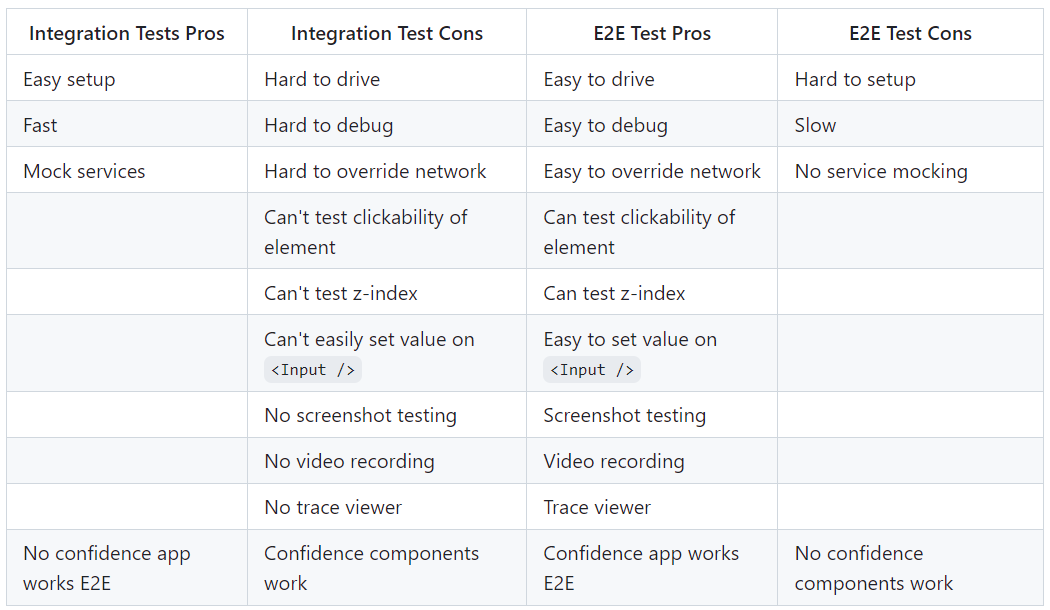 Integration Tests Pros Integration Test Cons E2E Test Pros E2E Test Cons
Easy setup Hard to drive Easy to drive Hard to setup
Fast Hard to debug Easy to debug Slow
Mock services Hard to override network Easy to override network No service mocking
Can't test clickability of Can test clickability of
element element
Can't test z-index Can test z-index
Can't easily set value on Easy to set value on
<Input /> <Input />
No screenshot testing Screenshot testing
No video recording Video recording
No trace viewer Trace viewer
No confidence app Confidence components Confidence app works No confidence
works E2E work E2E components work